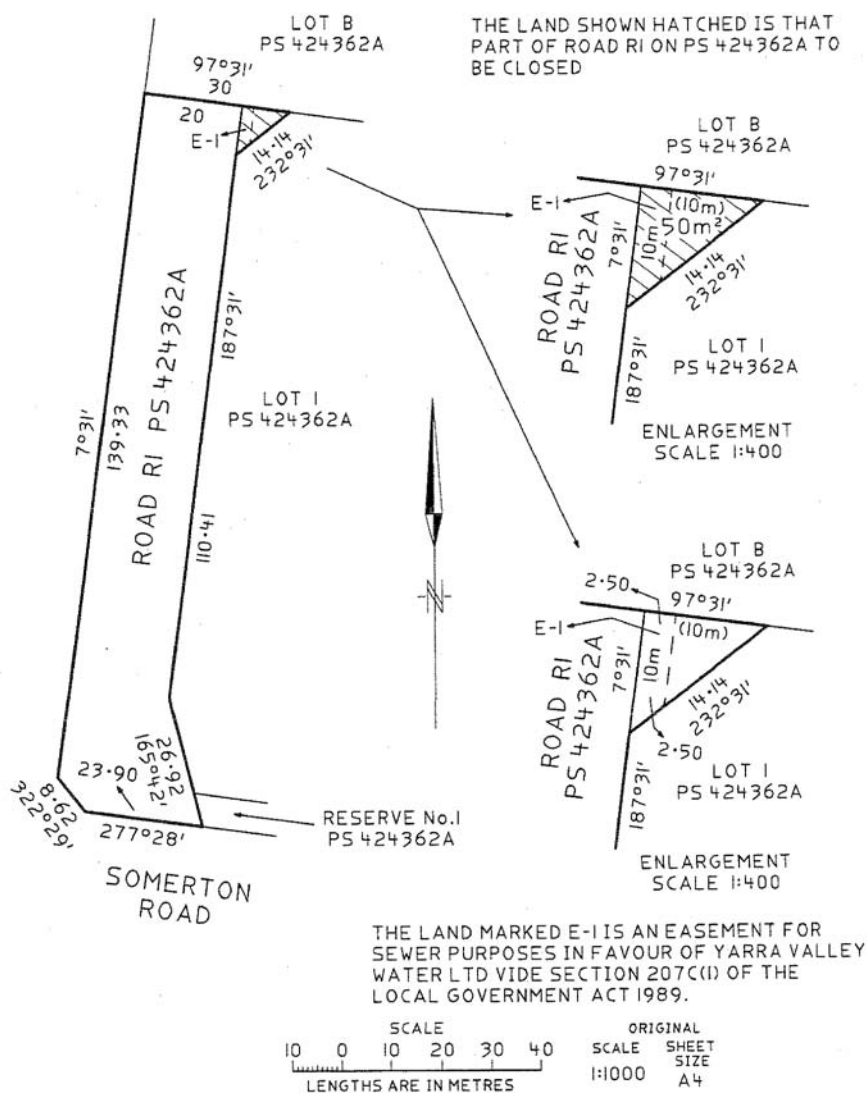 LOT B
PS 424362A
THE LAND SHOWN HATCHED IS THAT
PART OF ROAD R1 ON PS 424362A TO
BE CLOSED
97°31'
30
20
E-1
14·14
232°31'
ROAD R1 PS 424362A
7°31'
139·33
187°31'
110·41
LOT 1
PS 424362A
26·92
165°42'
23·90
8·62
322°29'
277°28'
RESERVE No.1
PS 424362A
SOMERTON
ROAD
N
LOT B
PS 424362A
97°31'
E-1
(10m)
50m²
10m
7°31'
14·14
232°31'
ROAD R1
PS 424362A
187°31'
LOT 1
PS 424362A
ENLARGEMENT
SCALE 1:400
LOT B
PS 424362A
2·50
97°31'
E-1
(10m)
10m
7°31'
14·14
232°31'
2·50
ROAD R1
PS 424362A
187°31'
LOT 1
PS 424362A
ENLARGEMENT
SCALE 1:400
THE LAND MARKED E-1 IS AN EASEMENT FOR
SEWER PURPOSES IN FAVOUR OF YARRA VALLEY
WATER LTD VIDE SECTION 207C(1) OF THE
LOCAL GOVERNMENT ACT 1989.
SCALE
10 0 10 20 30 40
LENGTHS ARE IN METRES
ORIGINAL
SCALE
1:1000
SHEET
SIZE
A4